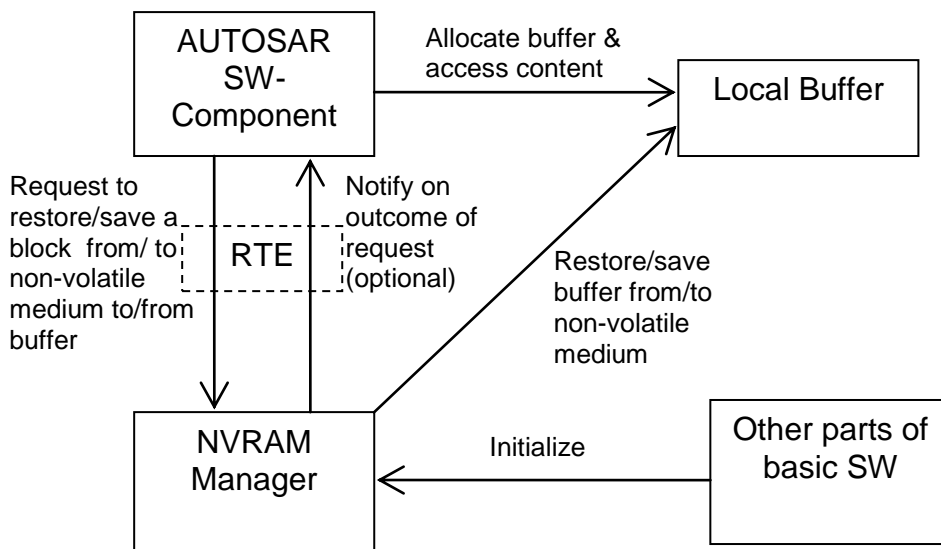 AUTOSAR
SW-
Component
Allocate buffer &
access content
Local Buffer
Request to
restore/save a
block from/ to
non-volatile
medium to/from
buffer
RTE
Notify on
outcome of
request
(optional)
Restore/save
buffer from/to
non-volatile
medium
NVRAM
Manager
Initialize
Other parts of
basic SW